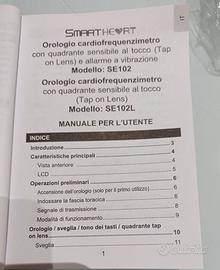 IT
SMARTHEART
Orologio cardiofrequenzimetro
con quadrante sensibile al tocco (Tap
on Lens) e allarme a vibrazione
Modello: SE102
Orologio cardiofrequenzimetro
con quadrante sensibile al tocco
(Tap on Lens)
Modello: SE102L
MANUALE PER L'UTENTE
INDICE
Introduzione 3
Caratteristiche principali 4
Vista anteriore 4
LCD 4
Operazioni preliminari 6
Accensione dell'orologio (solo per il primo utilizzo) 6
Indossare la fascia toracica 6
Segnale di trasmissione 8
Modalità di funzionamento 9
Orologio / sveglia / tono dei tasti / quadrante tap
on lens 10
Sveglia 11
1
subito